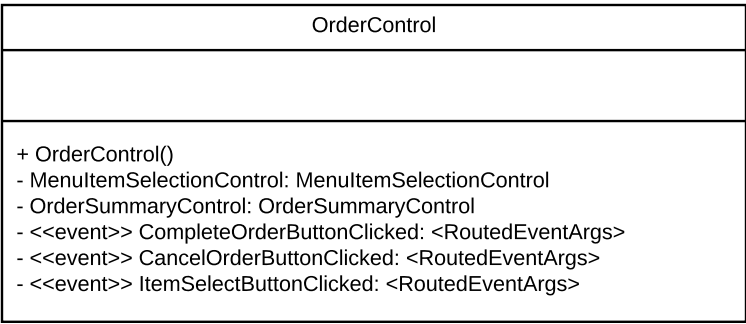 OrderControl
+ OrderControl()
- MenuItemSelectionControl: MenuItemSelectionControl
- OrderSummaryControl: OrderSummaryControl
- <<event>> CompleteOrderButtonClicked: <RoutedEventArgs>
- <<event>> CancelOrderButtonClicked: <RoutedEventArgs>
- <<event>> ItemSelectButtonClicked: <RoutedEventArgs>